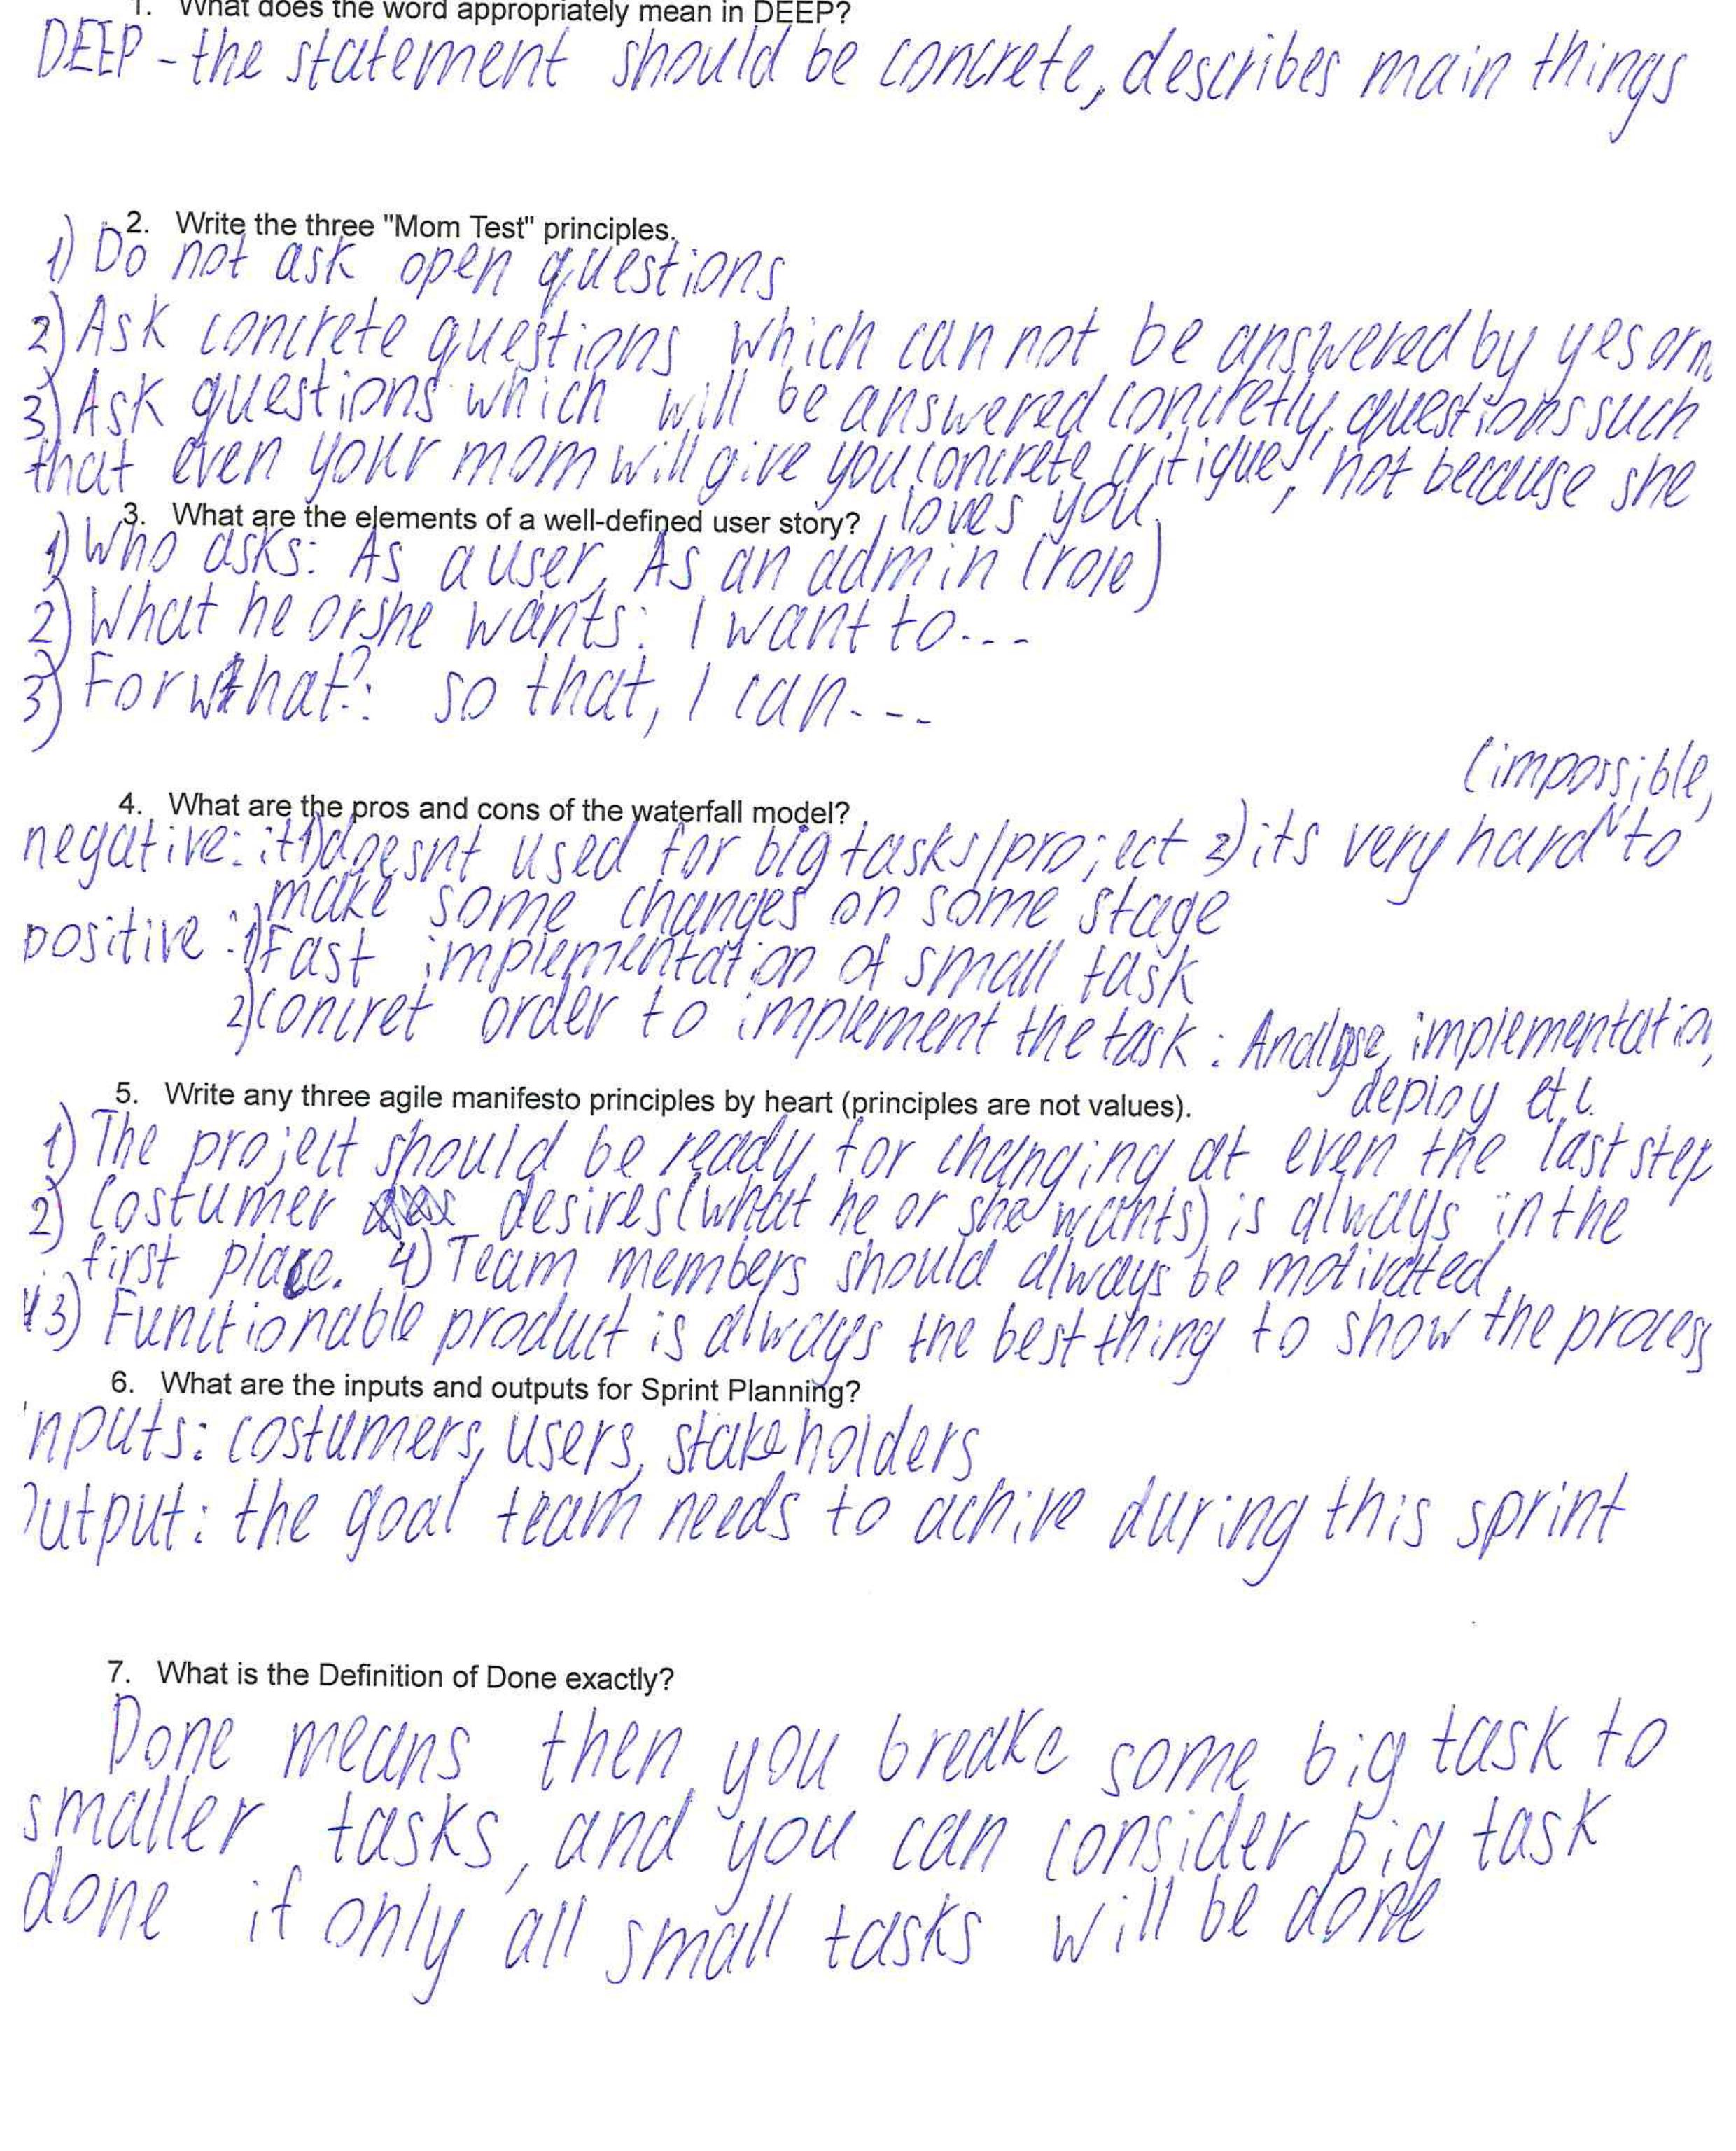 1. What does the word appropriately mean in DEEP?
DEEP - the statement should be concrete, describes main things
2. Write the three "Mom Test" principles.
1) Do not ask open questions
2) Ask concrete questions which can not be answered by yes or n
3) Ask questions which will be answered concretly, questions such
that even your mom will give you concrete critique, not because she
loves you.
3. What are the elements of a well-defined user story?
1) Who asks: As a user, As an admin (role)
2) What he or she wants: I want to...
3) For what?: so that, I can...
(impossible,
4. What are the pros and cons of the waterfall model?
negative: it 1) doesnt used for big tasks/project 2) its very hard to
make some changes on some stage
positive: 1) Fast implementation of small task
2) concret order to implement the task: Analyse, implementation,
deploy etc.
5. Write any three agile manifesto principles by heart (principles are not values).
1) The project should be ready for changing at even the last step
2) Costumer desires (what he or she wants) is always in the
first place. 4) Team members should always be motivated.
3) Functionable product is always the best thing to show the process
6. What are the inputs and outputs for Sprint Planning?
nputs: costumers, users, stakeholders
utput: the goal team needs to achive during this sprint
7. What is the Definition of Done exactly?
Done means then you breake some big task to
smaller tasks, and you can consider big task
done if only all small tasks will be done